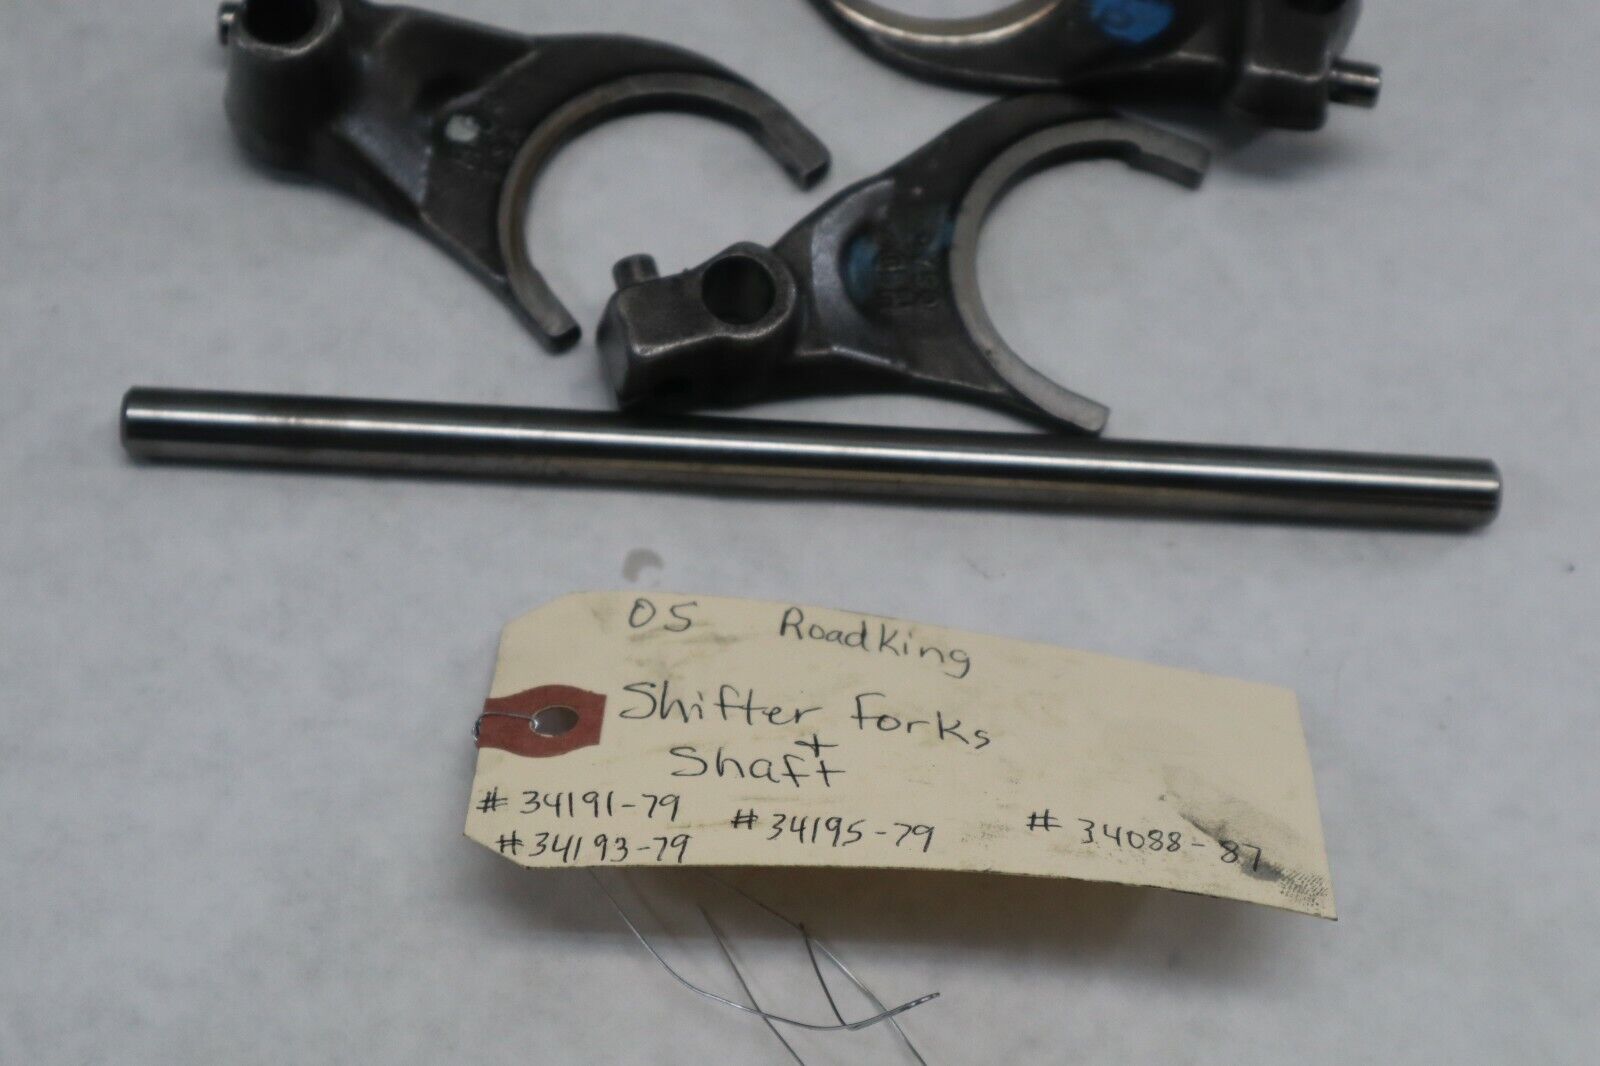 05 RoadKing
Shifter Forks
+
Shaft
#34191-79
#34193-79
#34195-79
#34088-87